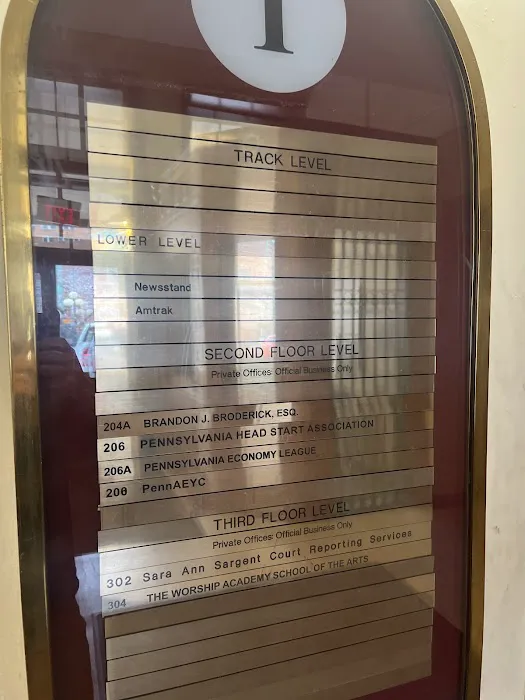 TRACK LEVEL
LOWER LEVEL
Newsstand
Amtrak
SECOND FLOOR LEVEL
Private Offices: Official Business Only
204A BRANDON J. BRODERICK, ESQ.
206 PENNSYLVANIA HEAD START ASSOCIATION
206A PENNSYLVANIA ECONOMY LEAGUE
206 PennAEYC
THIRD FLOOR LEVEL
Private Offices: Official Business Only
302 Sara Ann Sargent Court Reporting Services
304 THE WORSHIP ACADEMY SCHOOL OF THE ARTS